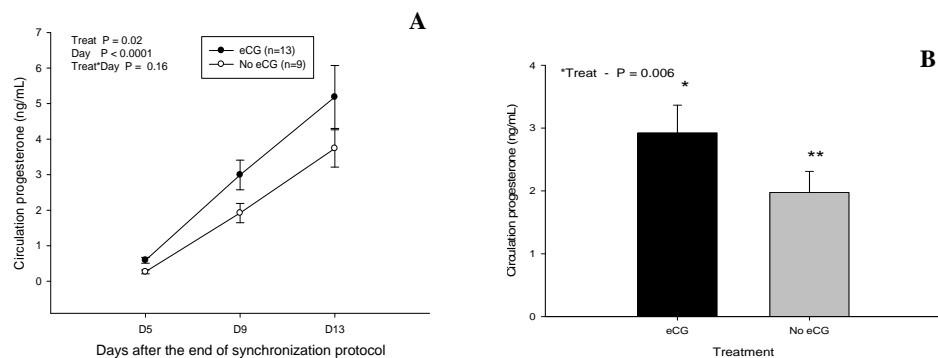 A
Treat P = 0.02
Day P < 0.0001
Treat*Day P = 0.16
eCG (n=13)
No eCG (n=9)
Circulation progesterone (ng/mL)
7
6
5
4
3
2
1
0
D5 D9 D13
Days after the end of synchronization protocol
B
*Treat - P = 0.006
*
**
Circulation progesterone (ng/mL)
4
3
2
1
0
eCG No eCG
Treatment